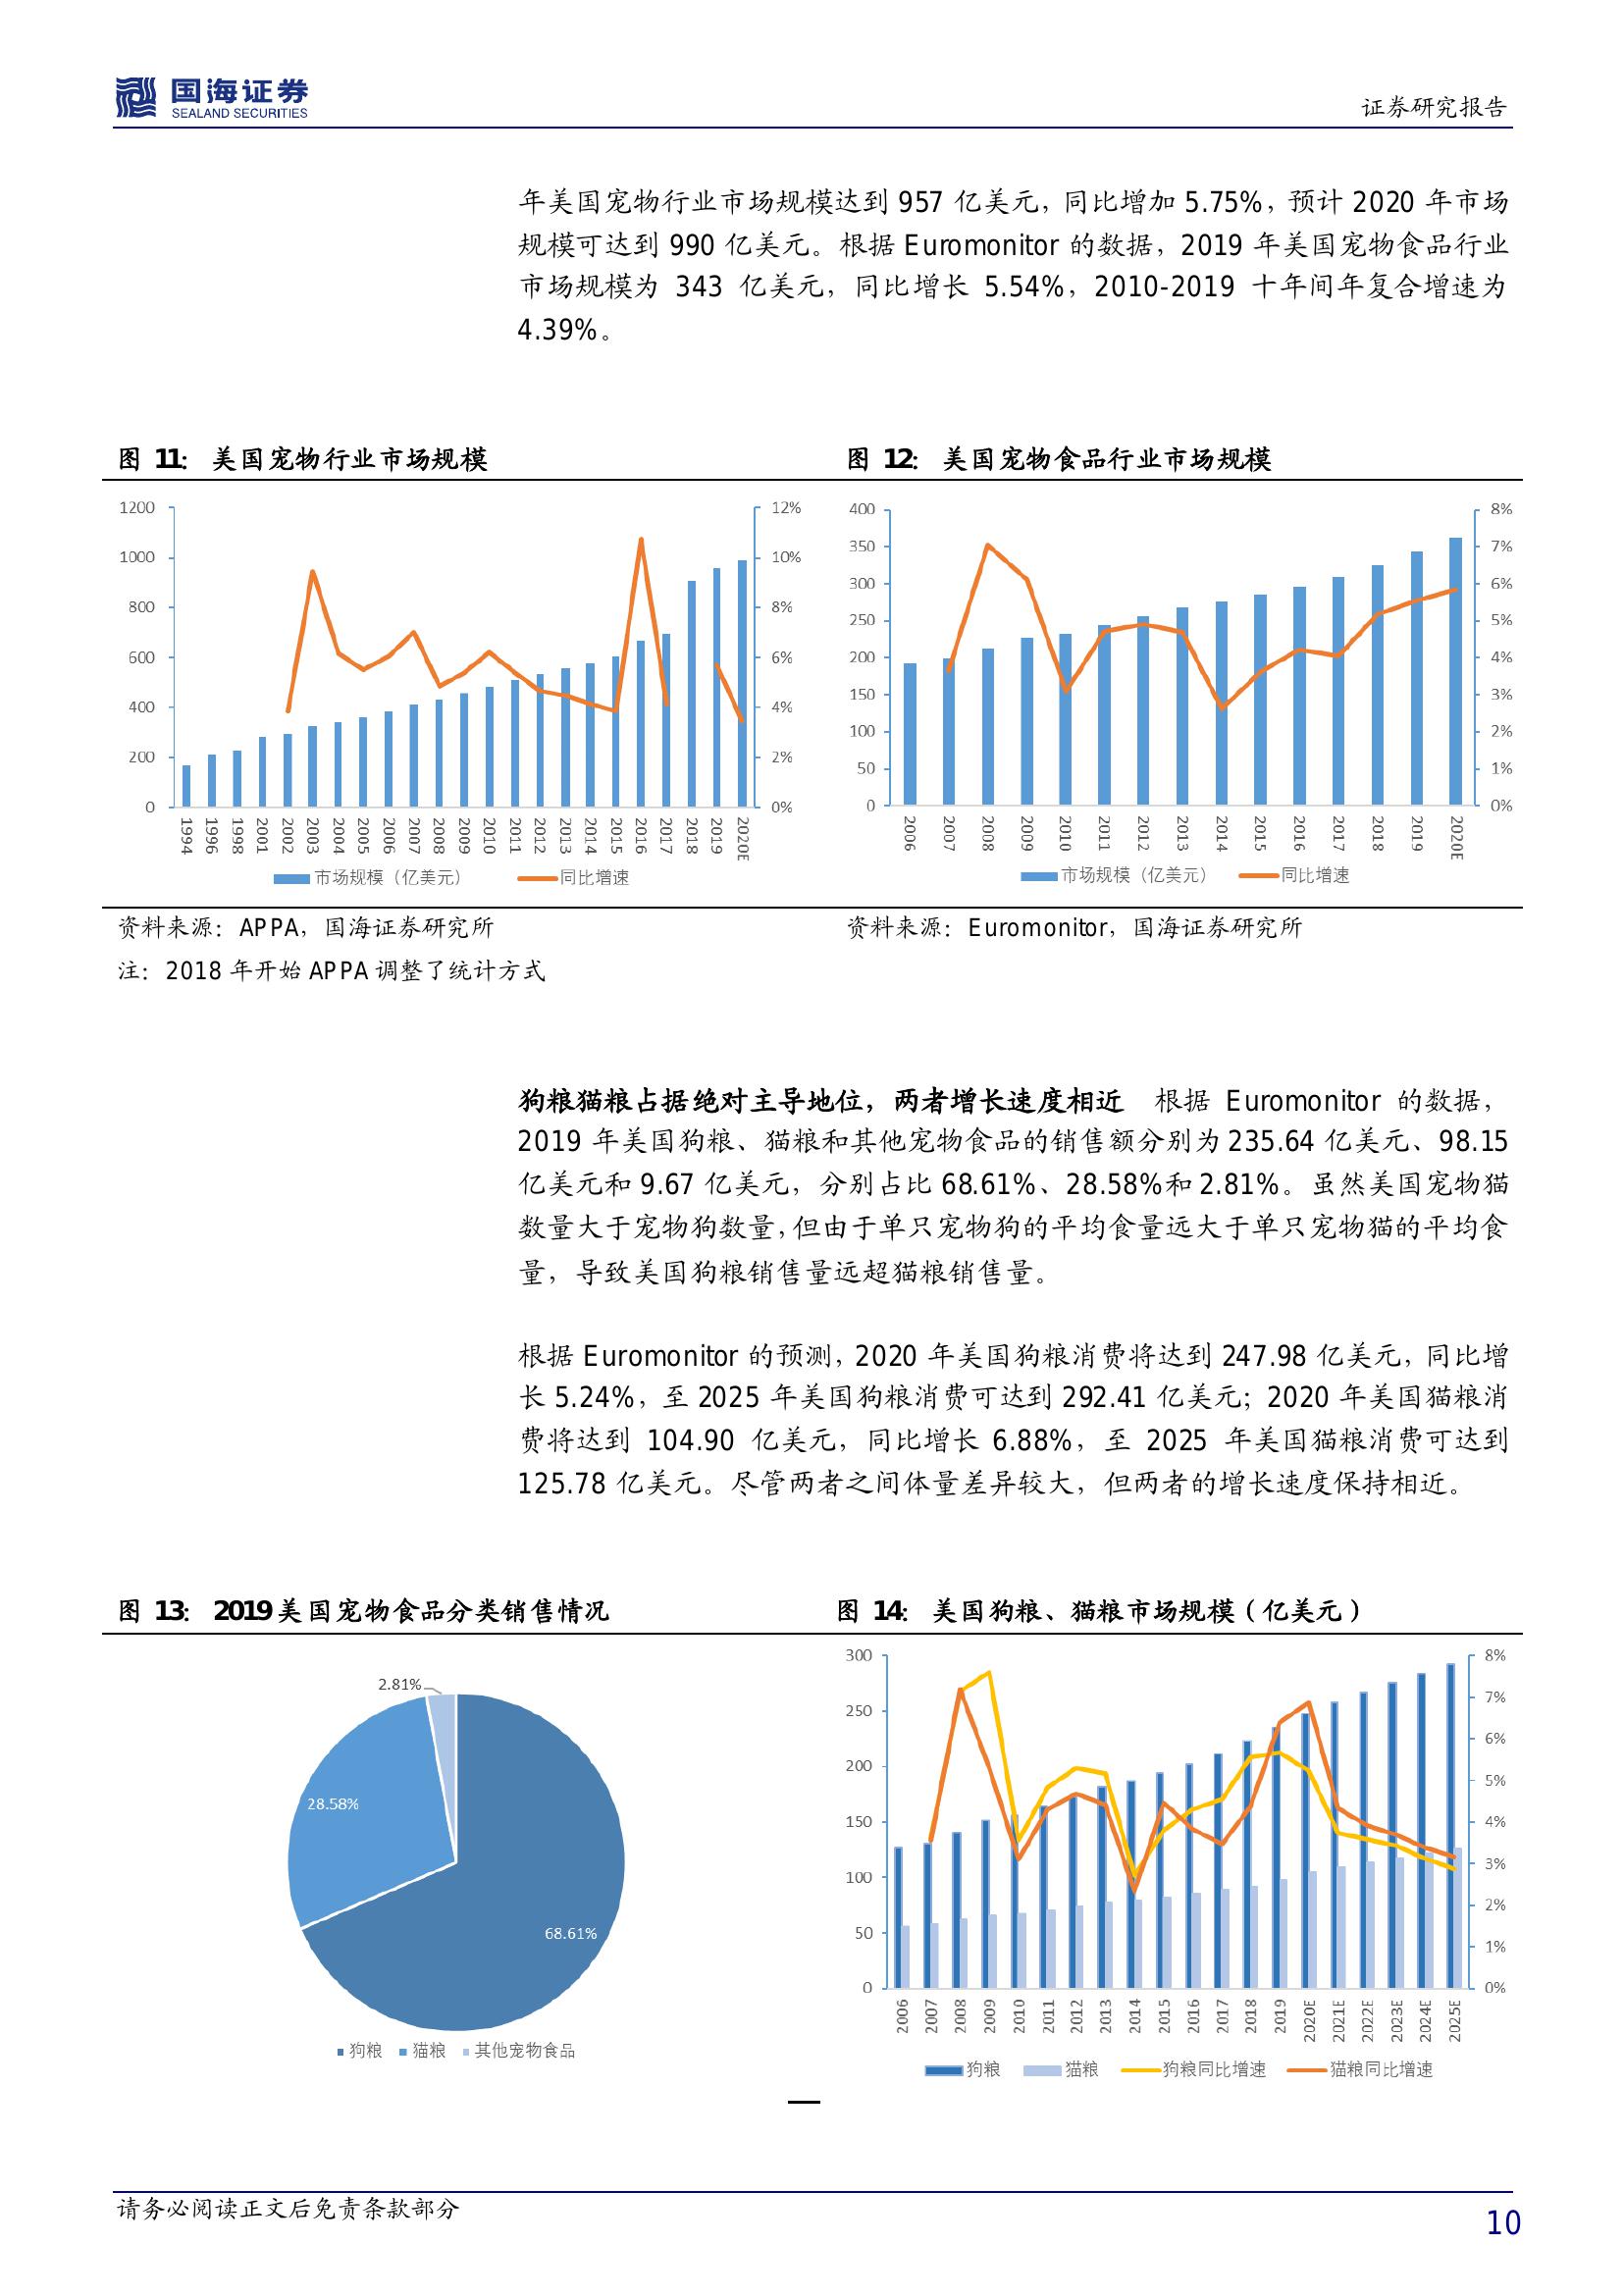 国海证券
SEALAND SECURITIES
证券研究报告
年美国宠物行业市场规模达到 957 亿美元，同比增加 5.75%，预计 2020 年市场
规模可达到 990 亿美元。根据 Euromonitor 的数据，2019 年美国宠物食品行业
市场规模为 343 亿美元，同比增长 5.54%，2010-2019 十年间年复合增速为
4.39%。
图 11： 美国宠物行业市场规模
1200
1000
800
600
400
200
0
12%
10%
8%
6%
4%
2%
0%
1994 1996 1998 2001 2002 2003 2004 2005 2006 2007 2008 2009 2010 2011 2012 2013 2014 2015 2016 2017 2018 2019 2020E
市场规模（亿美元） 同比增速
资料来源：APPA，国海证券研究所
注：2018 年开始 APPA 调整了统计方式
图 12： 美国宠物食品行业市场规模
400
350
300
250
200
150
100
50
0
8%
7%
6%
5%
4%
3%
2%
1%
0%
2006 2007 2008 2009 2010 2011 2012 2013 2014 2015 2016 2017 2018 2019 2020E
市场规模（亿美元） 同比增速
资料来源：Euromonitor，国海证券研究所
狗粮猫粮占据绝对主导地位，两者增长速度相近 根据 Euromonitor 的数据，
2019 年美国狗粮、猫粮和其他宠物食品的销售额分别为 235.64 亿美元、98.15
亿美元和 9.67 亿美元，分别占比 68.61%、28.58%和 2.81%。虽然美国宠物猫
数量大于宠物狗数量，但由于单只宠物狗的平均食量远大于单只宠物猫的平均食
量，导致美国狗粮销售量远超猫粮销售量。
根据 Euromonitor 的预测，2020 年美国狗粮消费将达到 247.98 亿美元，同比增
长 5.24%，至 2025 年美国狗粮消费可达到 292.41 亿美元；2020 年美国猫粮消
费将达到 104.90 亿美元，同比增长 6.88%，至 2025 年美国猫粮消费可达到
125.78 亿美元。尽管两者之间体量差异较大，但两者的增长速度保持相近。
图 13： 2019 美国宠物食品分类销售情况
2.81%
28.58%
68.61%
狗粮 猫粮 其他宠物食品
图 14： 美国狗粮、猫粮市场规模（亿美元）
300
250
200
150
100
50
0
8%
7%
6%
5%
4%
3%
2%
1%
0%
2006 2007 2008 2009 2010 2011 2012 2013 2014 2015 2016 2017 2018 2019 2020E 2021E 2022E 2023E 2024E 2025E
狗粮 猫粮 狗粮同比增速 猫粮同比增速
请务必阅读正文后免责条款部分
10